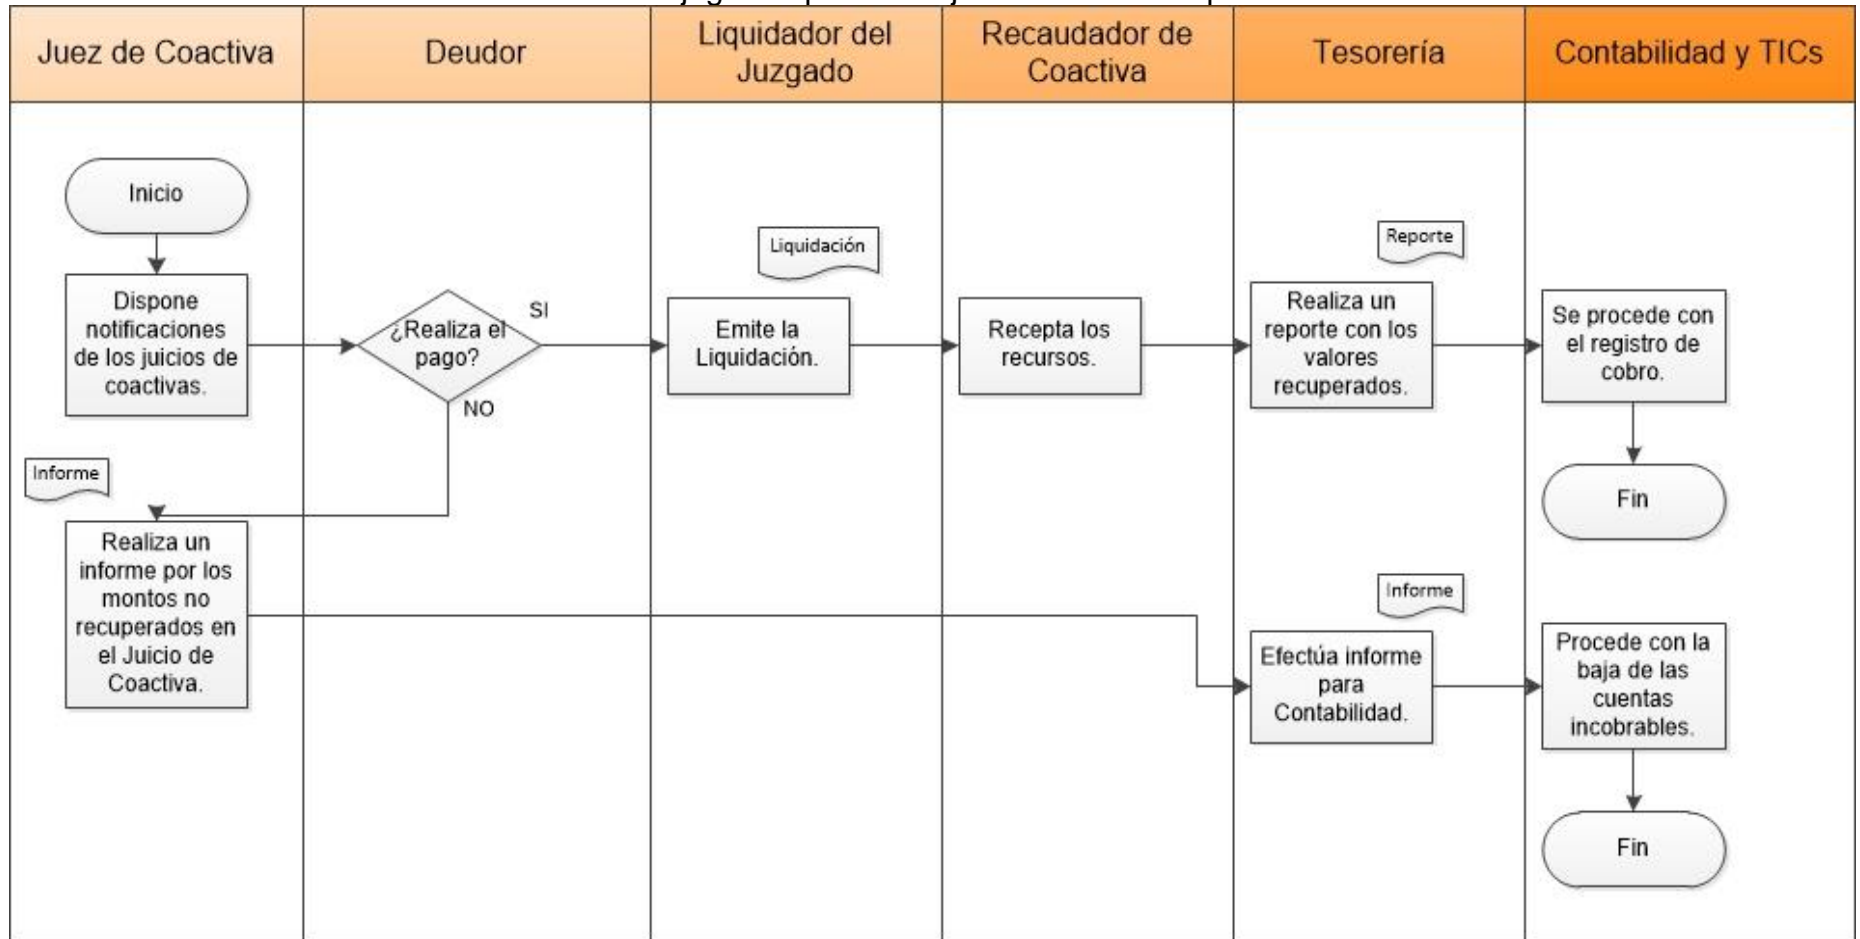 Juez de Coactiva
Deudor
Liquidador del
Juzgado
Recaudador de
Coactiva
Tesorería
Contabilidad y TICs
Inicio
Dispone
notificaciones
de los juicios de
coactivas.
¿Realiza el
pago?
SI
NO
Liquidación
Emite la
Liquidación.
Recepta los
recursos.
Reporte
Realiza un
reporte con los
valores
recuperados.
Se procede con
el registro de
cobro.
Fin
Informe
Realiza un
informe por los
montos no
recuperados en
el Juicio de
Coactiva.
Informe
Efectúa informe
para
Contabilidad.
Procede con la
baja de las
cuentas
incobrables.
Fin